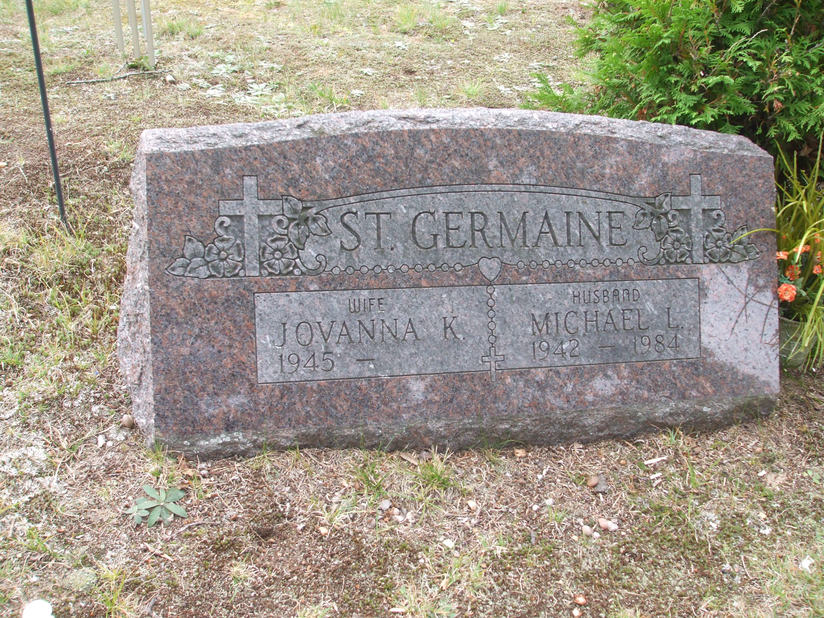 ST. GERMAINE
WIFE
JOVANNA K.
1945 –
HUSBAND
MICHAEL L.
1942 – 1984